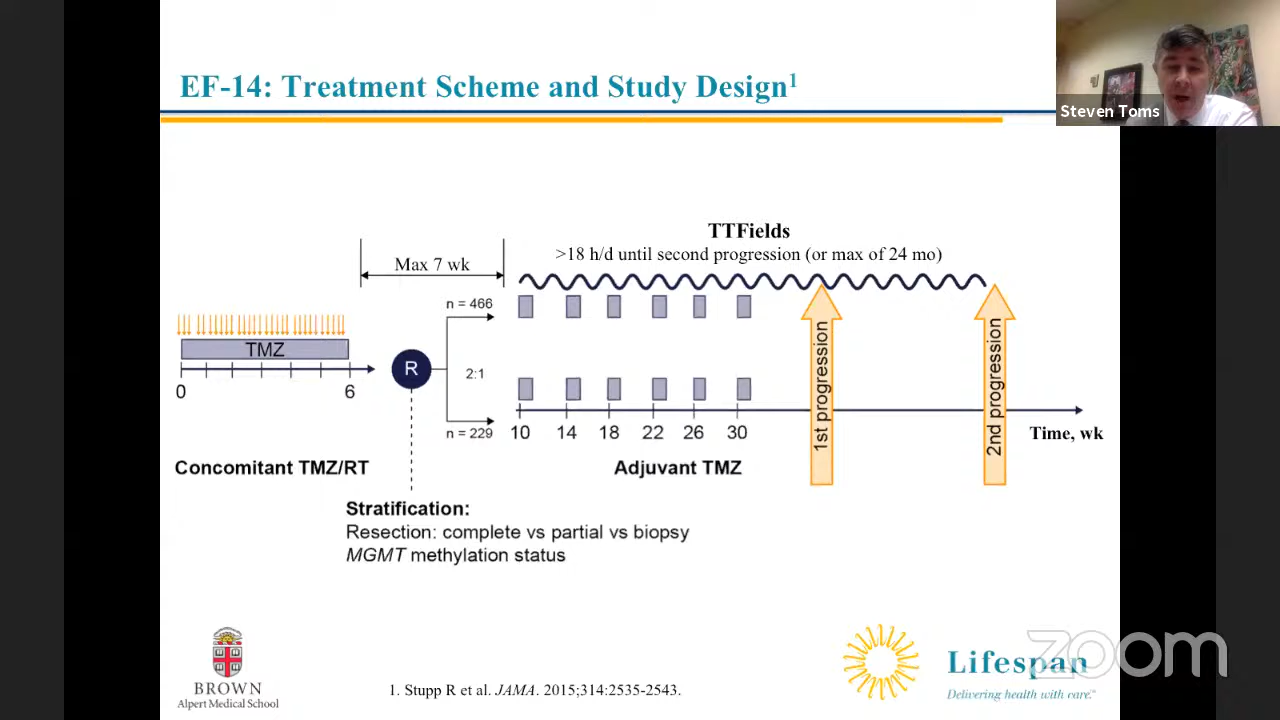 EF-14: Treatment Scheme and Study Design1
Steven Toms
TTFields
>18 h/d until second progression (or max of 24 mo)
Max 7 wk
n = 466
TMZ
R
2:1
0
6
n = 229
10 14 18 22 26 30
1st progression
2nd progression
Time, wk
Concomitant TMZ/RT
Adjuvant TMZ
Stratification:
Resection: complete vs partial vs biopsy
MGMT methylation status
BROWN
Alpert Medical School
1. Stupp R et al. JAMA. 2015;314:2535-2543.
Lifespan
Delivering health with care.
zoom